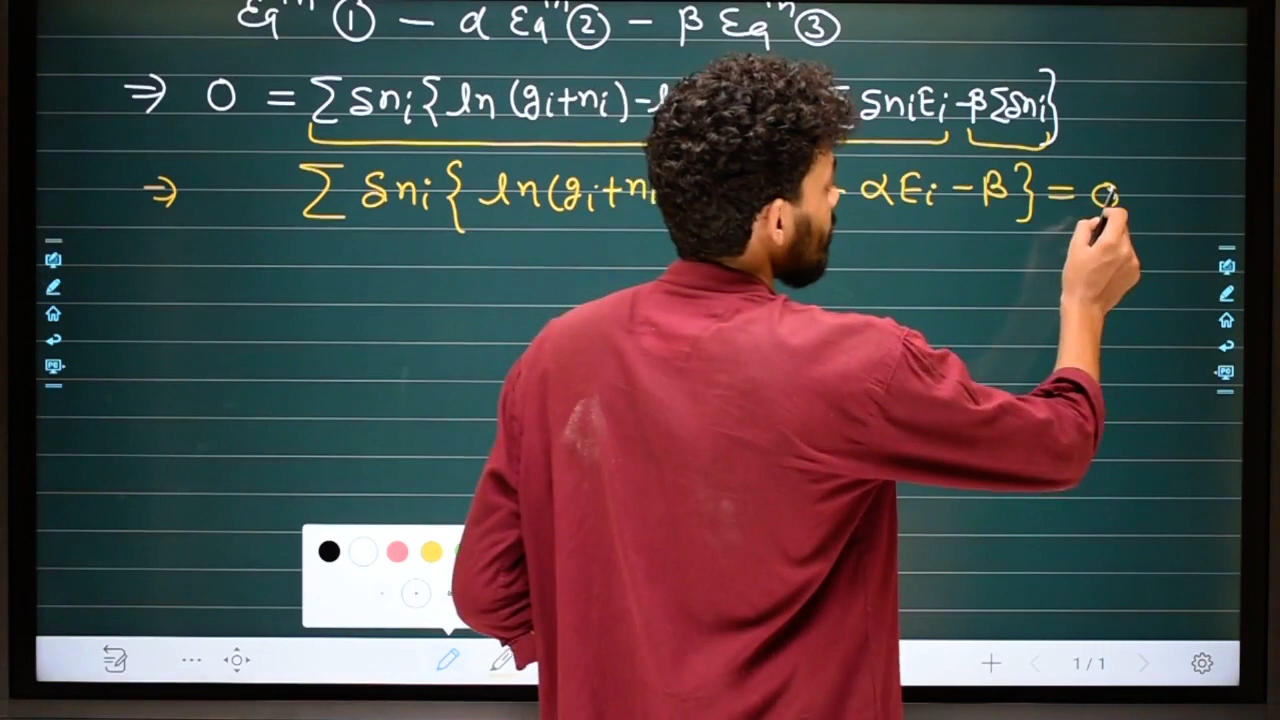 Eqⁿ ① − α Eqⁿ ② − β Eqⁿ ③
⇒ 0 = Σ δnᵢ{ ln (gᵢ+nᵢ) − δnᵢEᵢ − βΣδnᵢ}
⇒ Σ δnᵢ{ ln(gᵢ+nᵢ − αEᵢ − β} = 0
1/1